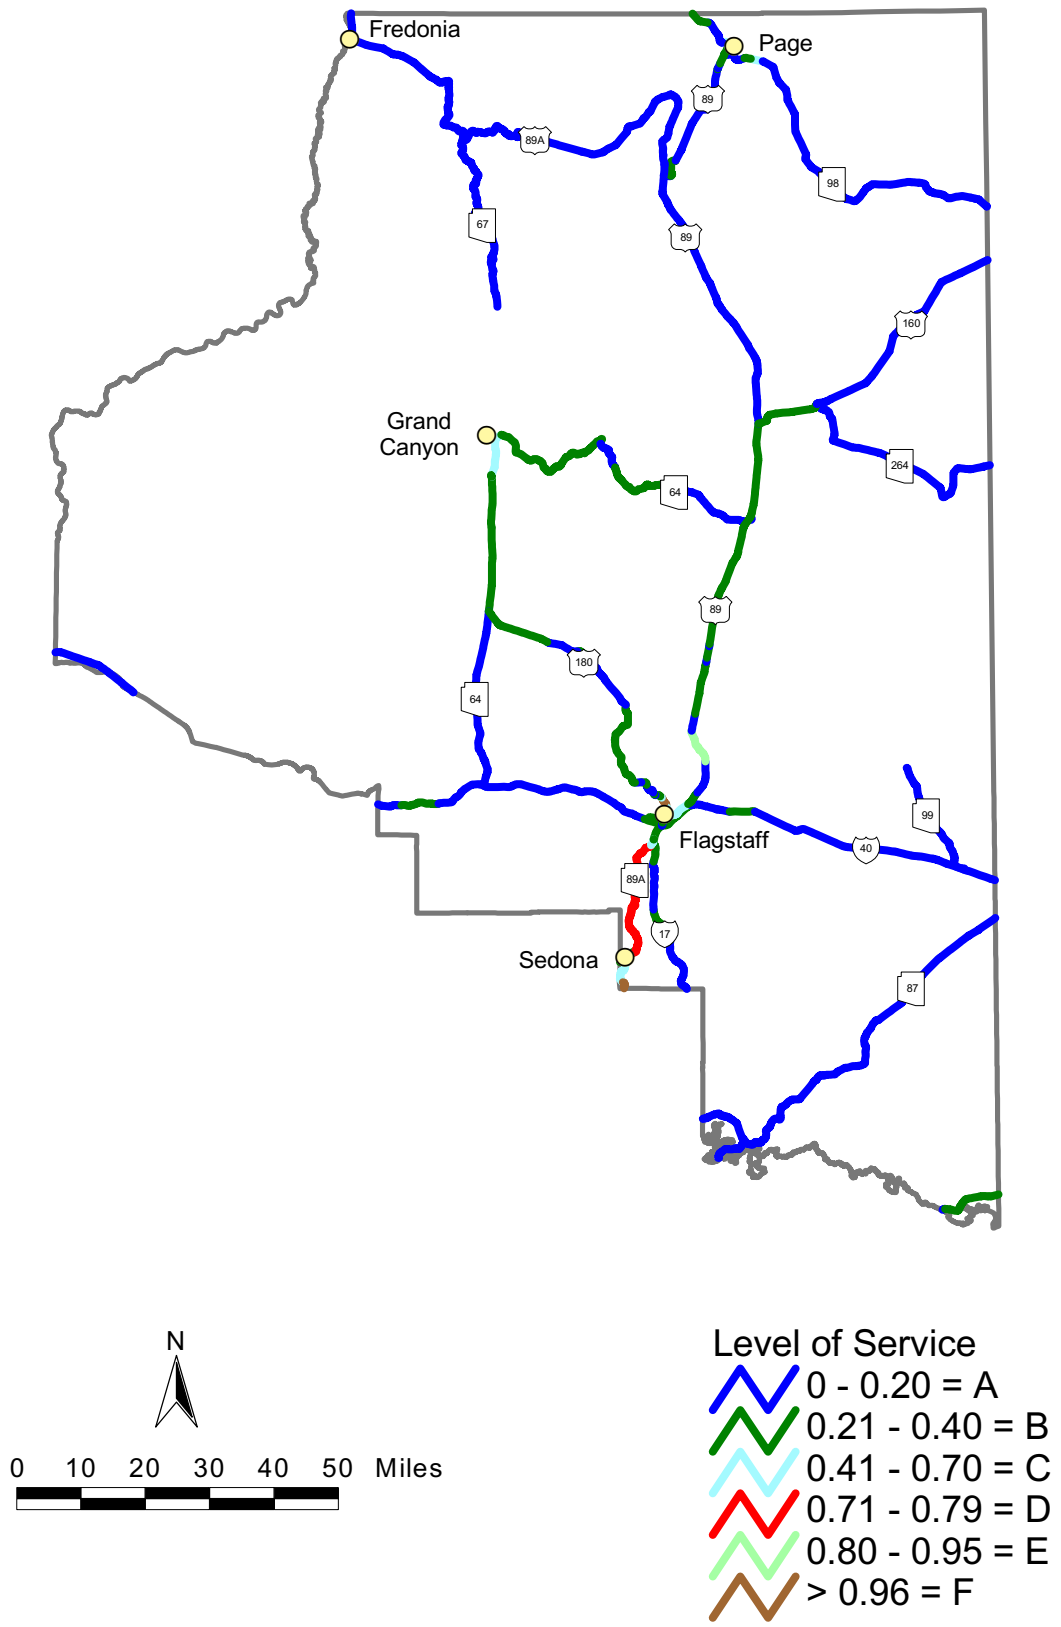 Fredonia
Page
89
89A
98
67
89
160
Grand
Canyon
264
64
89
180
64
99
Flagstaff
40
89A
17
Sedona
87
N
0 10 20 30 40 50 Miles
Level of Service
0 - 0.20 = A
0.21 - 0.40 = B
0.41 - 0.70 = C
0.71 - 0.79 = D
0.80 - 0.95 = E
> 0.96 = F